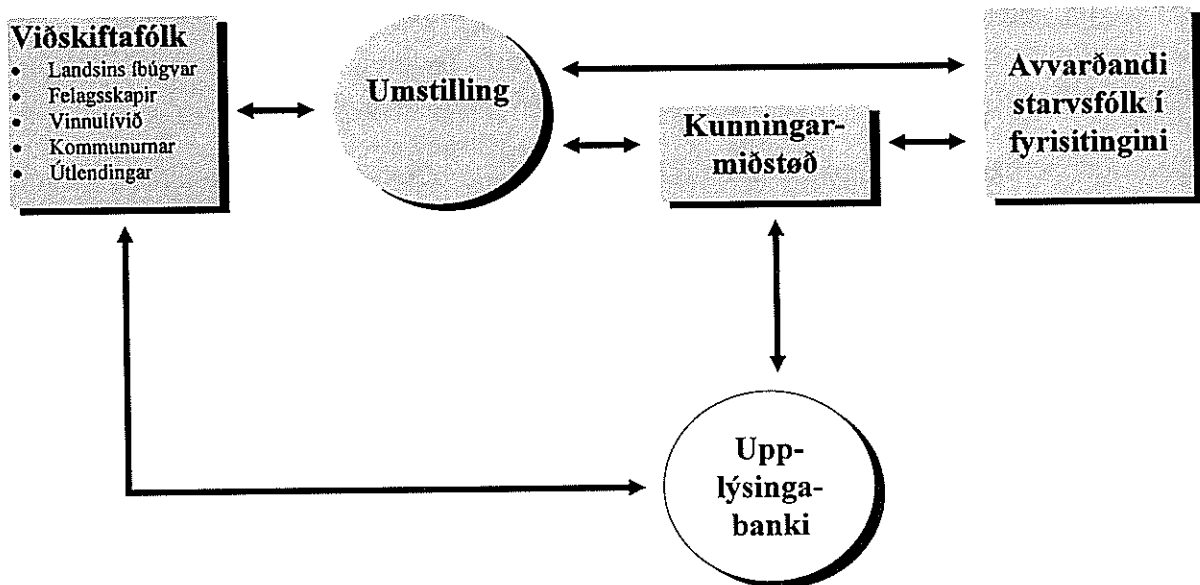 Viðskiftafólk
• Landsins íbúgvar
• Felagsskapir
• Vinnulívið
• Kommunurnar
• Útlendingar
Umstilling
Kunningar-
miðstøð
Avvarðandi
starvsfólk í
fyrisitingini
Upp-
lýsinga-
banki